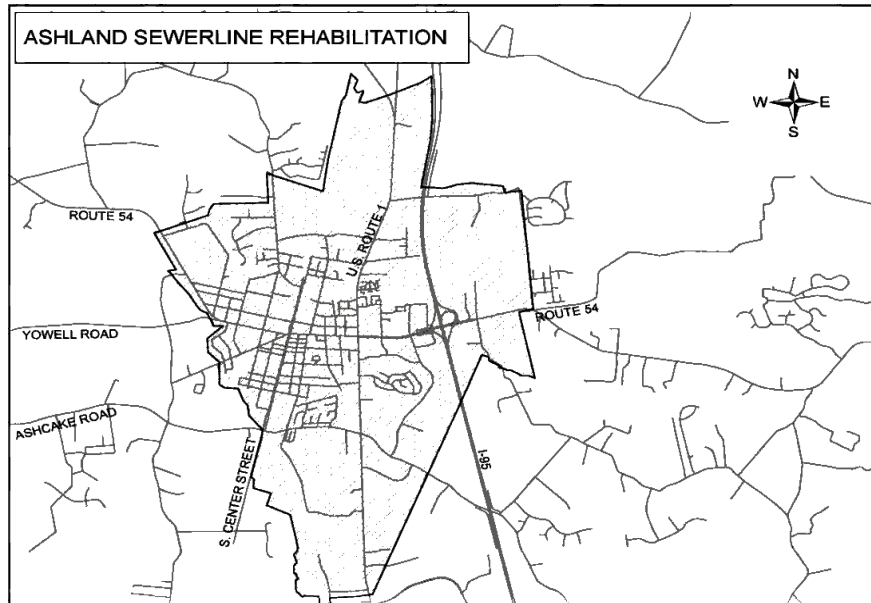 ASHLAND SEWERLINE REHABILITATION
N
W E
S
ROUTE 54
U.S. ROUTE 1
ROUTE 54
YOWELL ROAD
ASHCAKE ROAD
S. CENTER STREET
I-95